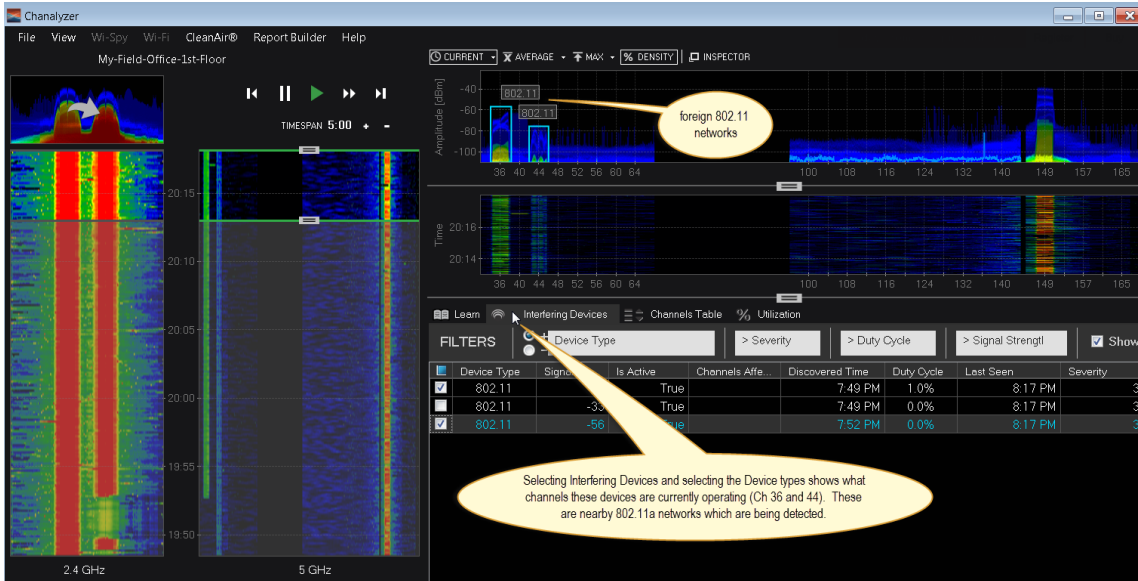 Chanalyzer
File View Wi-Spy Wi-Fi CleanAir® Report Builder Help
My-Field-Office-1st-Floor
TIMESPAN 5:00 + -
20:15
20:10
20:05
20:00
19:55
19:50
2.4 GHz 5 GHz
CURRENT AVERAGE MAX % DENSITY INSPECTOR
Amplitude [dBm]
-40
-60
-80
-100
802.11
802.11
foreign 802.11
networks
36 40 44 48 52 56 60 64 100 108 116 124 132 140 149 157 165
Time
20:16
20:14
36 40 44 48 52 56 60 64 100 108 116 124 132 140 149 157 165
Learn Interfering Devices Channels Table % Utilization
FILTERS + - Device Type > Severity > Duty Cycle > Signal Strengtl Show
Device Type Signal Is Active Channels Affe... Discovered Time Duty Cycle Last Seen Severity
802.11 True 7:49 PM 1.0% 8:17 PM 3
802.11 -33 True 7:49 PM 0.0% 8:17 PM 3
802.11 -56 True 7:52 PM 0.0% 8:17 PM 3
Selecting Interfering Devices and selecting the Device types shows what
channels these devices are currently operating (Ch 36 and 44). These
are nearby 802.11a networks which are being detected.